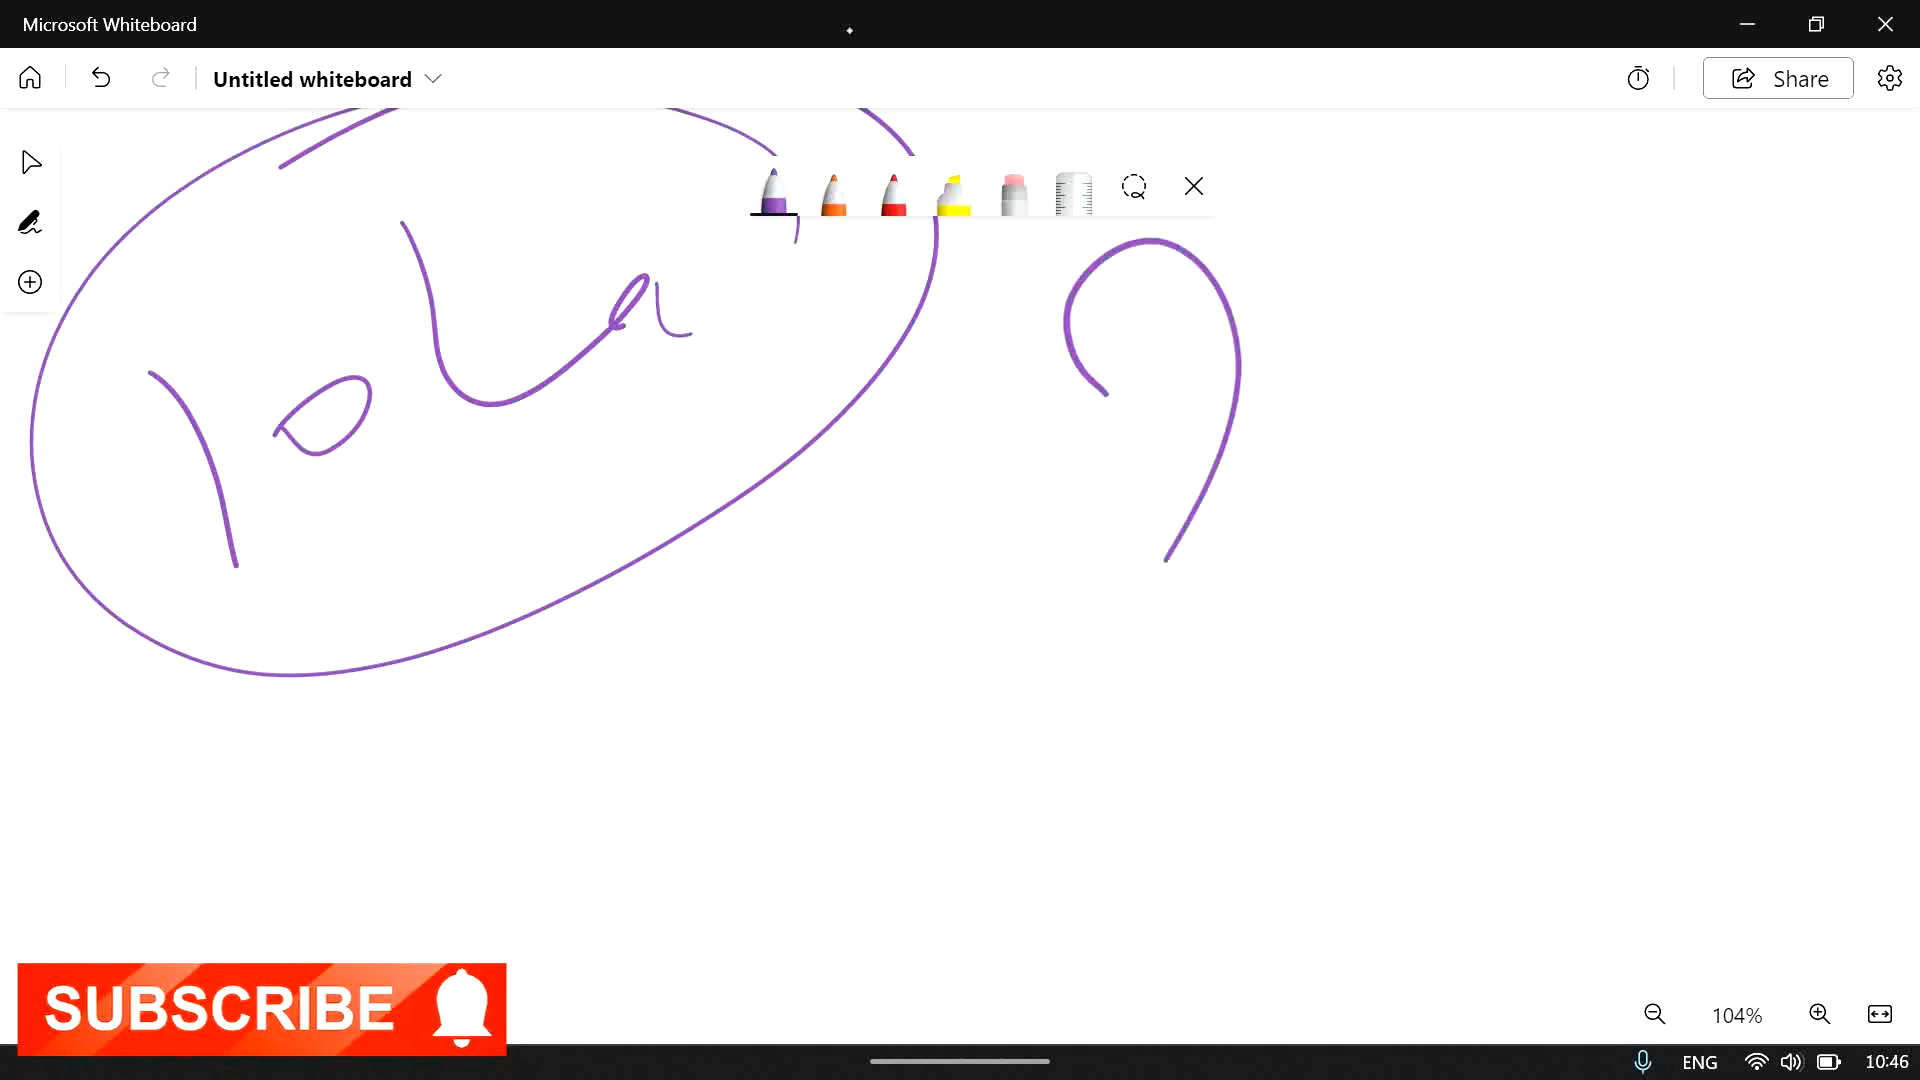 Microsoft Whiteboard
Untitled whiteboard
Share
SUBSCRIBE
104%
ENG
10:46